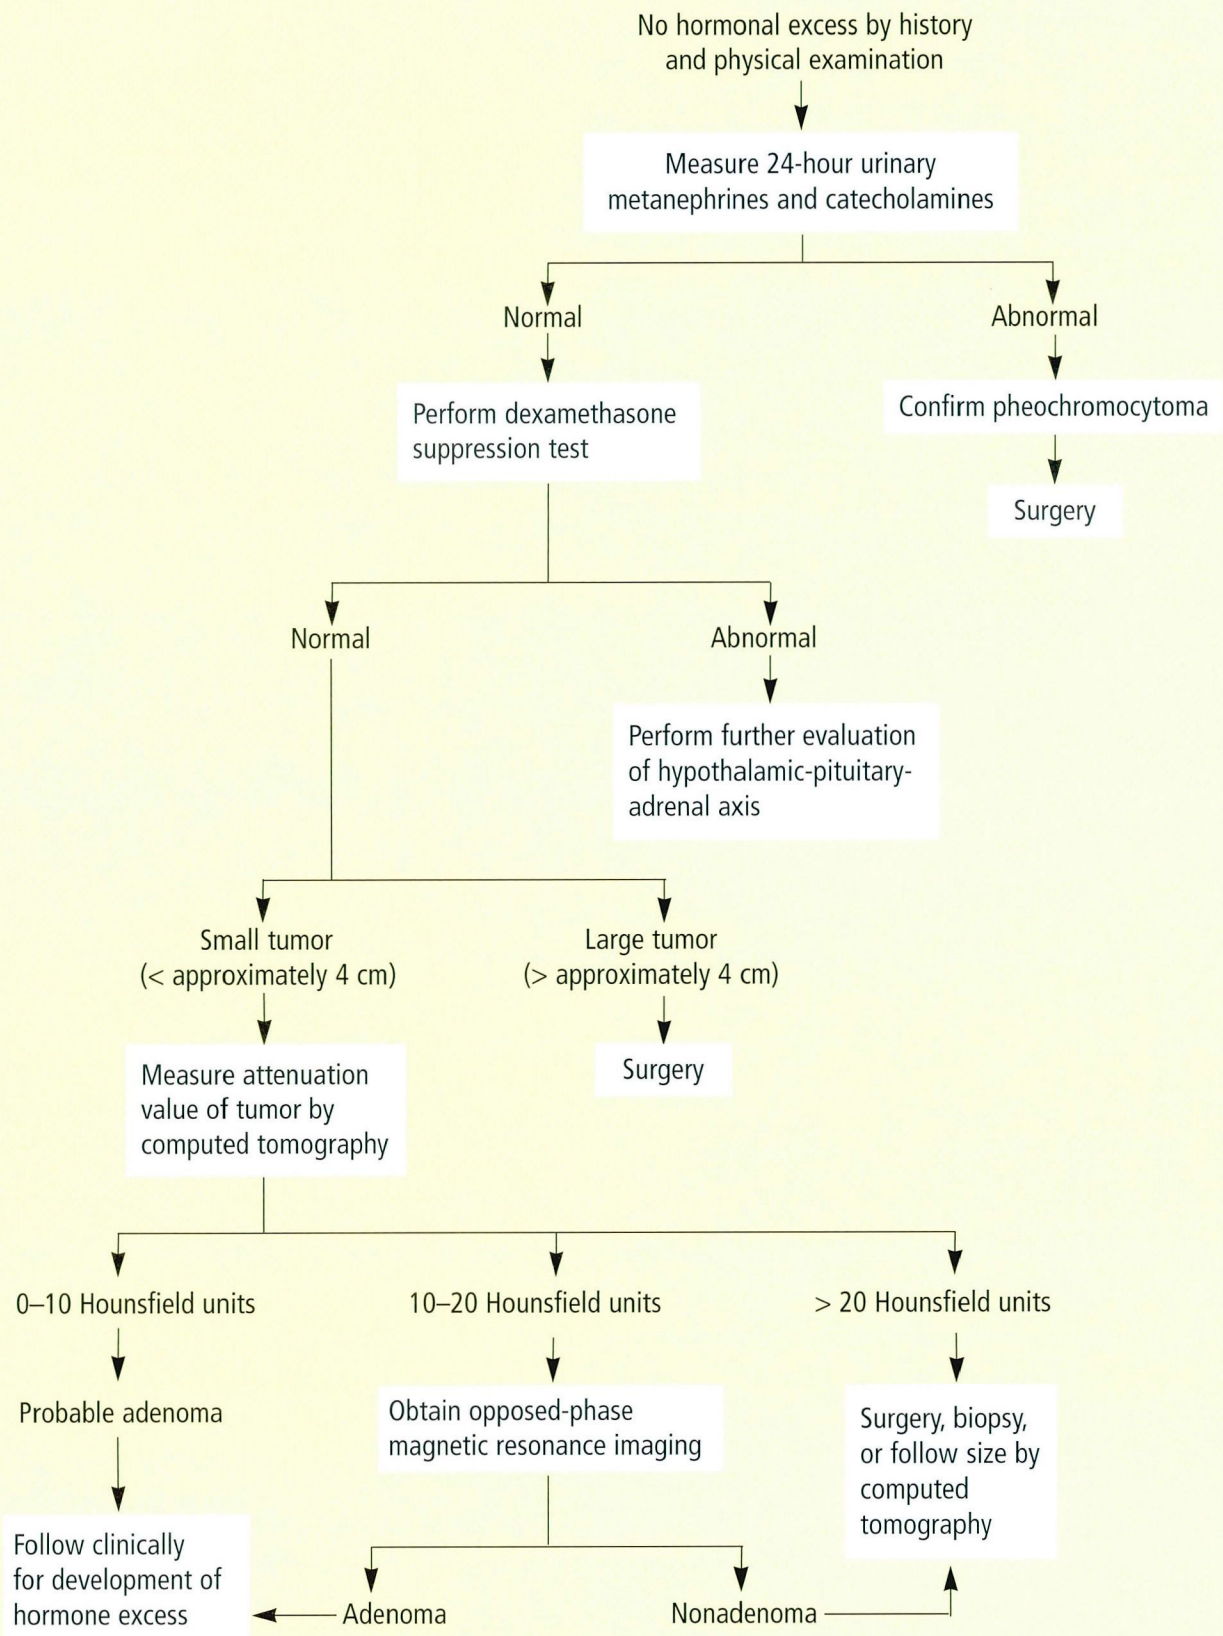 No hormonal excess by history
and physical examination
Measure 24-hour urinary
metanephrines and catecholamines
Normal
Abnormal
Perform dexamethasone
suppression test
Confirm pheochromocytoma
Surgery
Normal
Abnormal
Perform further evaluation
of hypothalamic-pituitary-
adrenal axis
Small tumor
(< approximately 4 cm)
Large tumor
(> approximately 4 cm)
Measure attenuation
value of tumor by
computed tomography
Surgery
0–10 Hounsfield units
10–20 Hounsfield units
> 20 Hounsfield units
Probable adenoma
Obtain opposed-phase
magnetic resonance imaging
Surgery, biopsy,
or follow size by
computed
tomography
Follow clinically
for development of
hormone excess
Adenoma
Nonadenoma